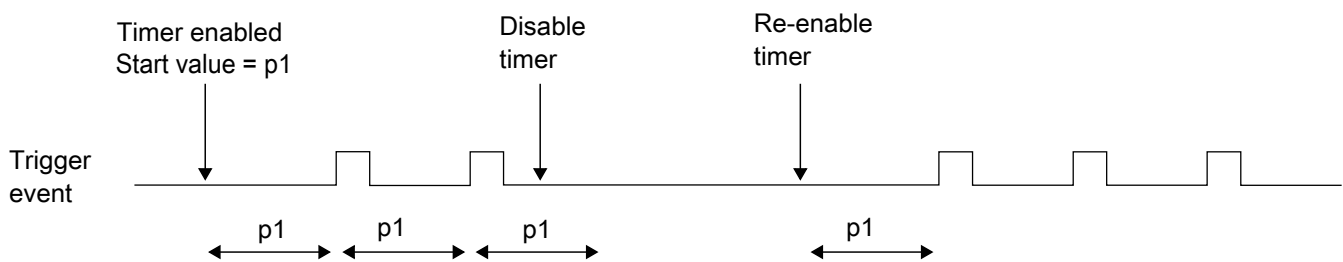 Timer enabled
Start value = p1
Disable
timer
Re-enable
timer
Trigger
event
p1
p1
p1
p1